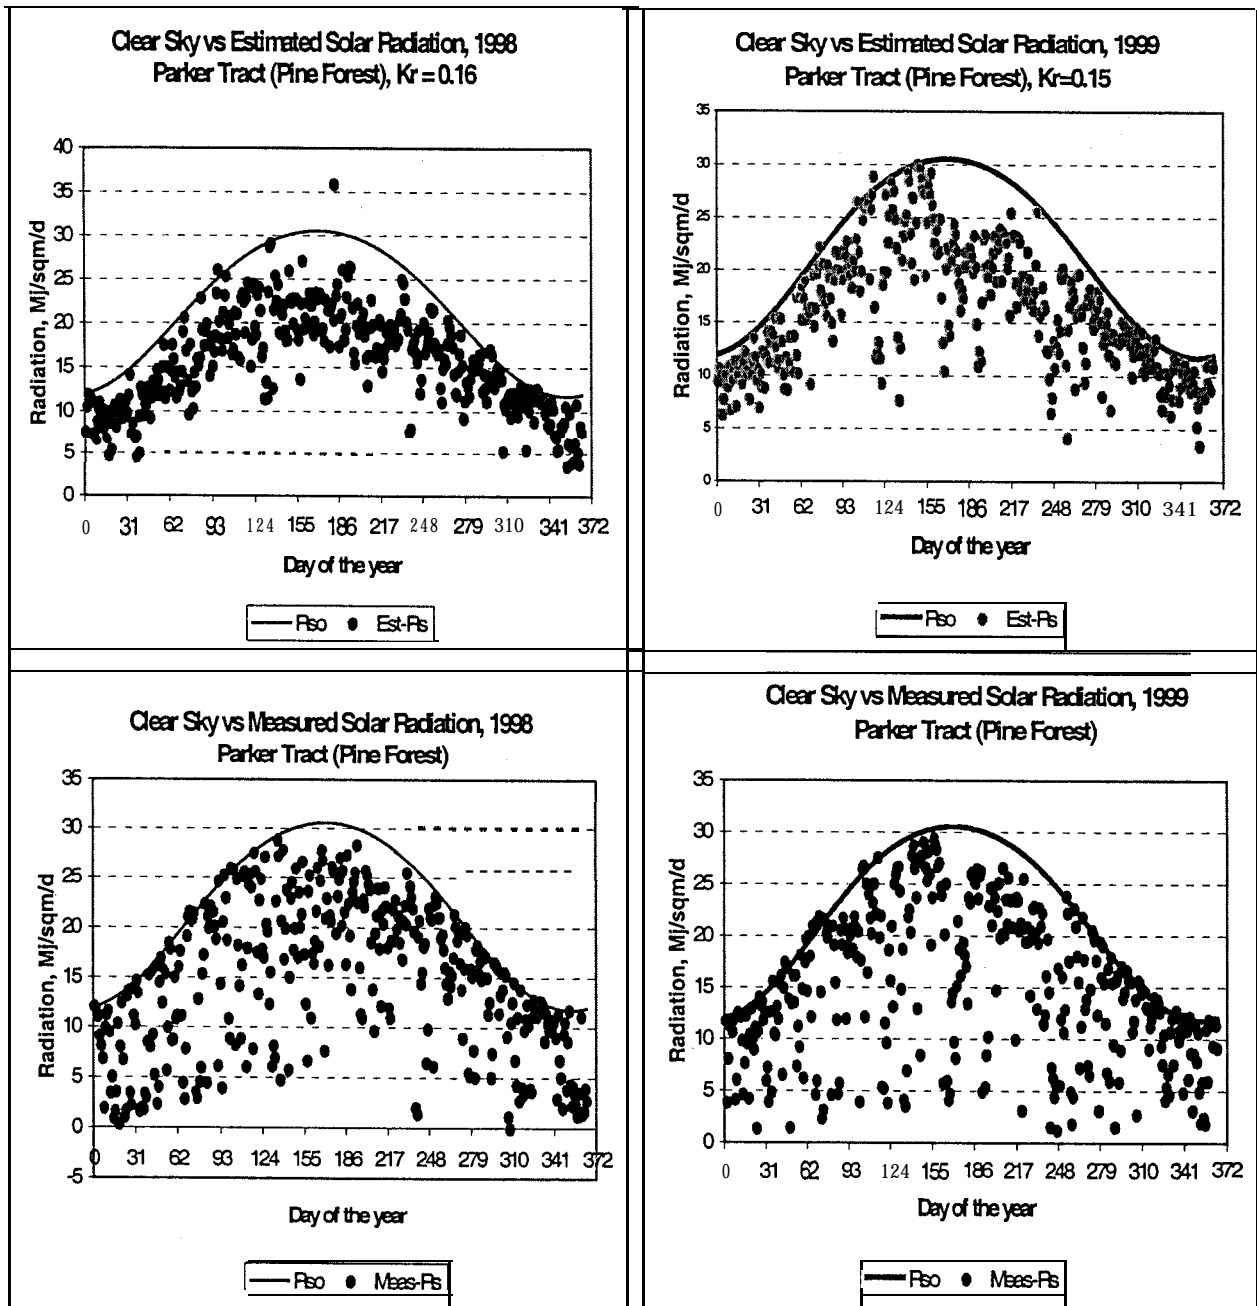 Clear Sky vs Estimated Solar Radiation, 1998
Parker Tract (Pine Forest), Kr = 0.16
Radiation, Mj/sqm/d
40
35
30
25
20
15
10
5
0
0 31 62 93 124 155 186 217 248 279 310 341 372
Day of the year
Rso Est-Rs
Clear Sky vs Estimated Solar Radiation, 1999
Parker Tract (Pine Forest), Kr=0.15
Radiation, Mj/sqm/d
35
30
25
20
15
10
5
0
0 31 62 93 124 155 186 217 248 279 310 341 372
Day of the year
Rso Est-Rs
Clear Sky vs Measured Solar Radiation, 1998
Parker Tract (Pine Forest)
Radiation, Mj/sqm/d
35
30
25
20
15
10
5
0
-5
0 31 62 93 124 155 186 217 248 279 310 341 372
Day of the year
Rso Meas-Rs
Clear Sky vs Measured Solar Radiation, 1999
Parker Tract (Pine Forest)
Radiation, Mj/sqm/d
35
30
25
20
15
10
5
0
0 31 62 93 124 155 186 217 248 279 310 341 372
Day of the year
Rso Meas-Rs